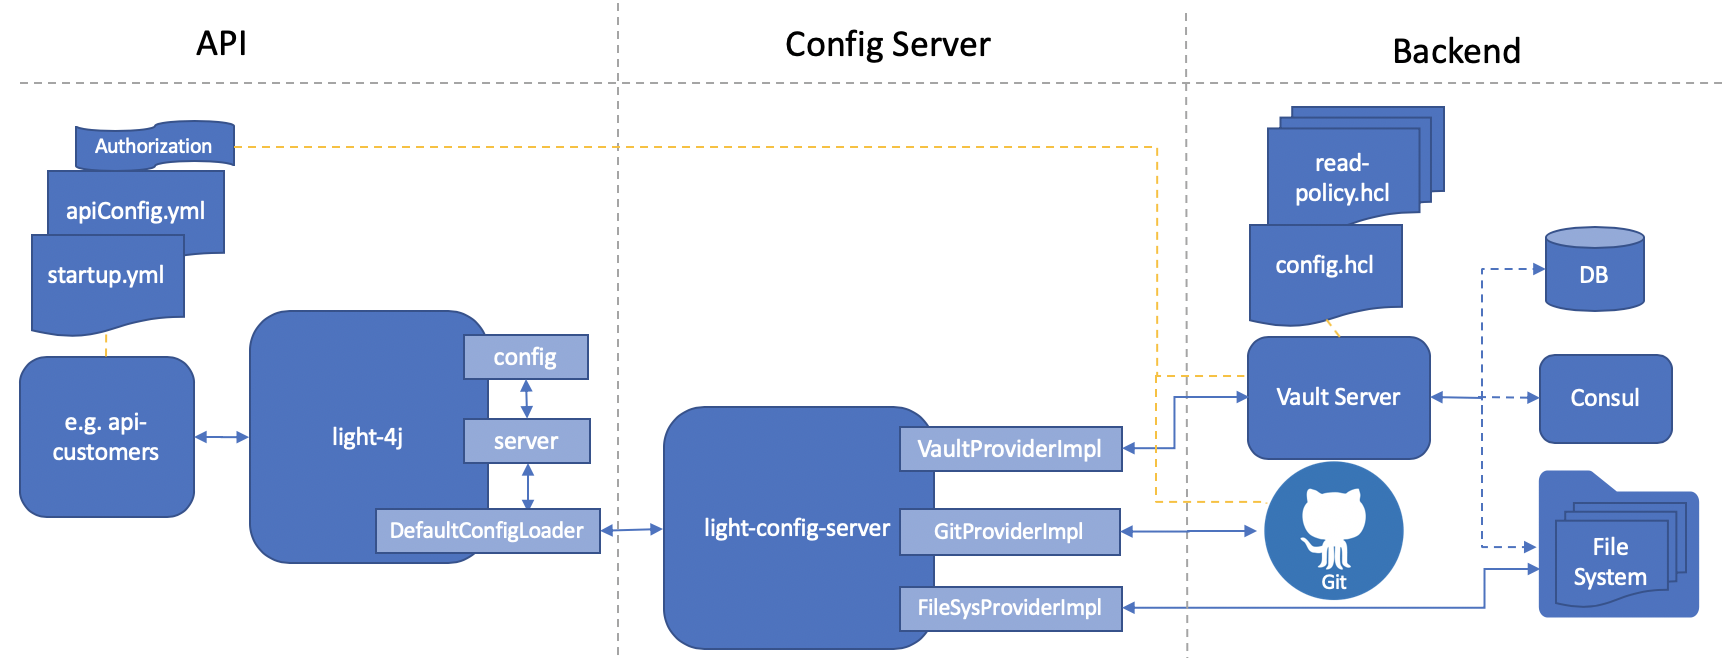 API
Config Server
Backend
Authorization
apiConfig.yml
startup.yml
e.g. api-
customers
light-4j
config
server
DefaultConfigLoader
light-config-server
VaultProviderImpl
GitProviderImpl
FileSysProviderImpl
read-
policy.hcl
config.hcl
Vault Server
Git
DB
Consul
File
System